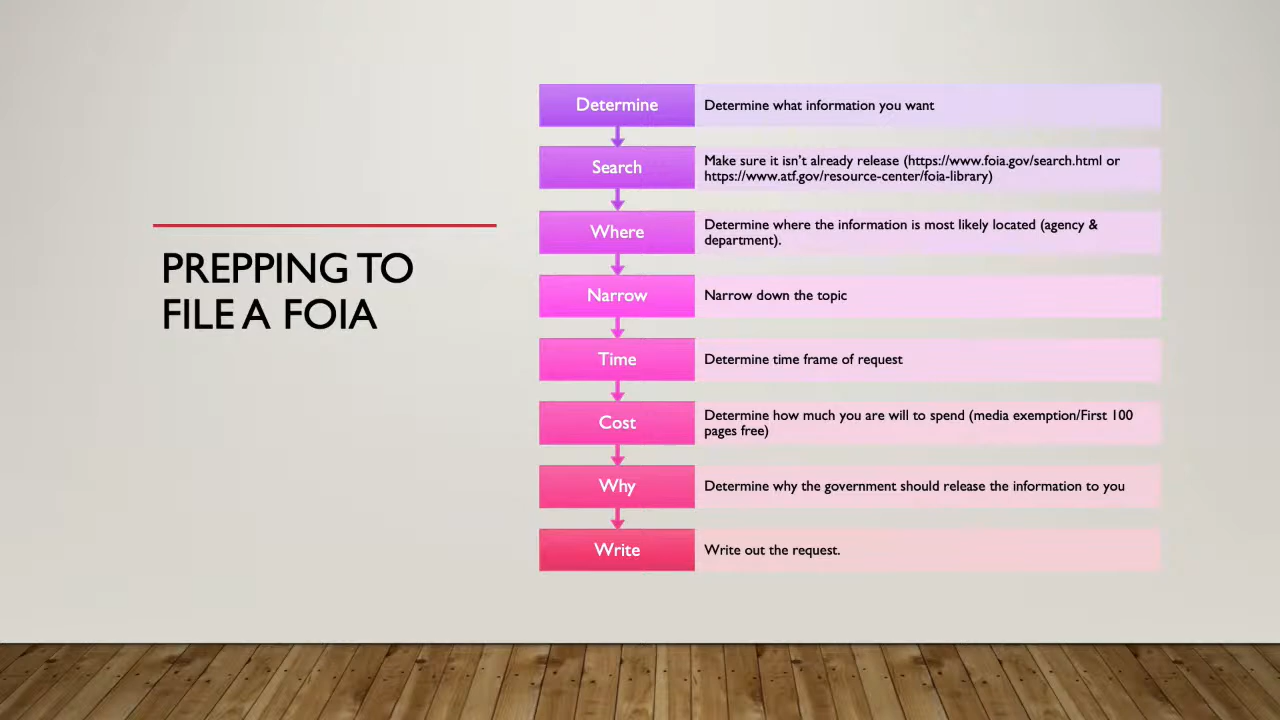 PREPPING TO
FILE A FOIA
Determine
Determine what information you want
Search
Make sure it isn't already release (https://www.foia.gov/search.html or
https://www.atf.gov/resource-center/foia-library)
Where
Determine where the information is most likely located (agency &
department).
Narrow
Narrow down the topic
Time
Determine time frame of request
Cost
Determine how much you are will to spend (media exemption/First 100
pages free)
Why
Determine why the government should release the information to you
Write
Write out the request.